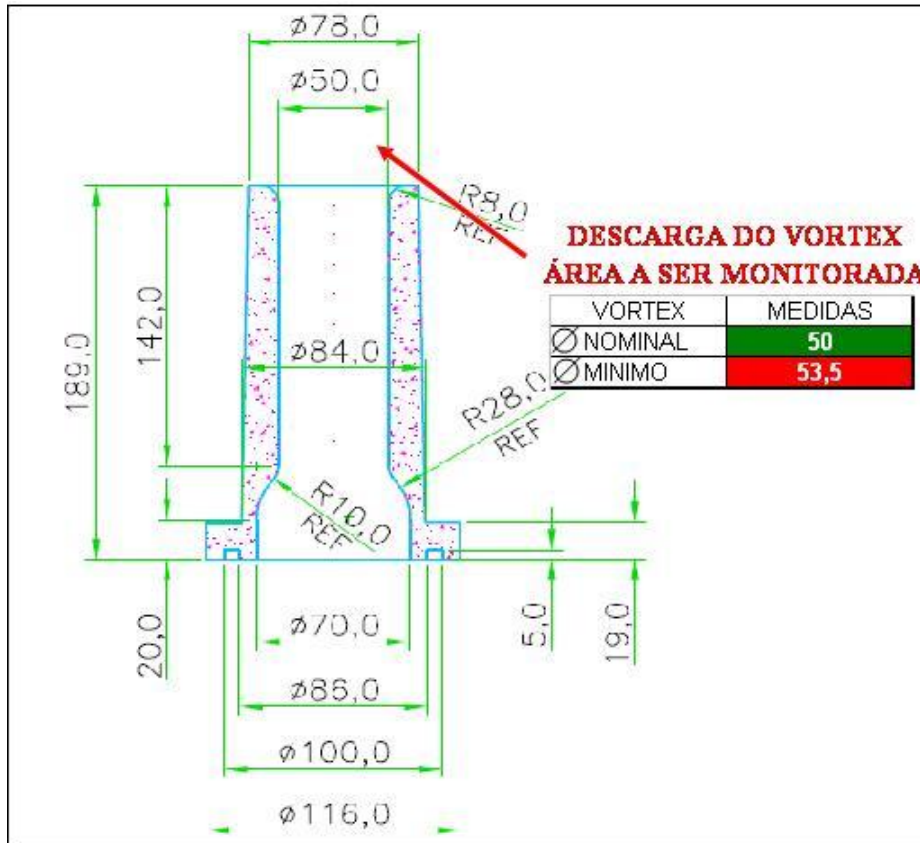 ø78,0
ø50,0
R8,0
REF
DESCARGA DO VORTEX
ÁREA A SER MONITORADA
VORTEX MEDIDAS
∅ NOMINAL 50
∅ MINIMO 53,5
189,0
142,0
ø84,0
R28,0
REF
R10,0
REF
20,0
ø70,0
5,0
19,0
ø86,0
ø100,0
ø116,0